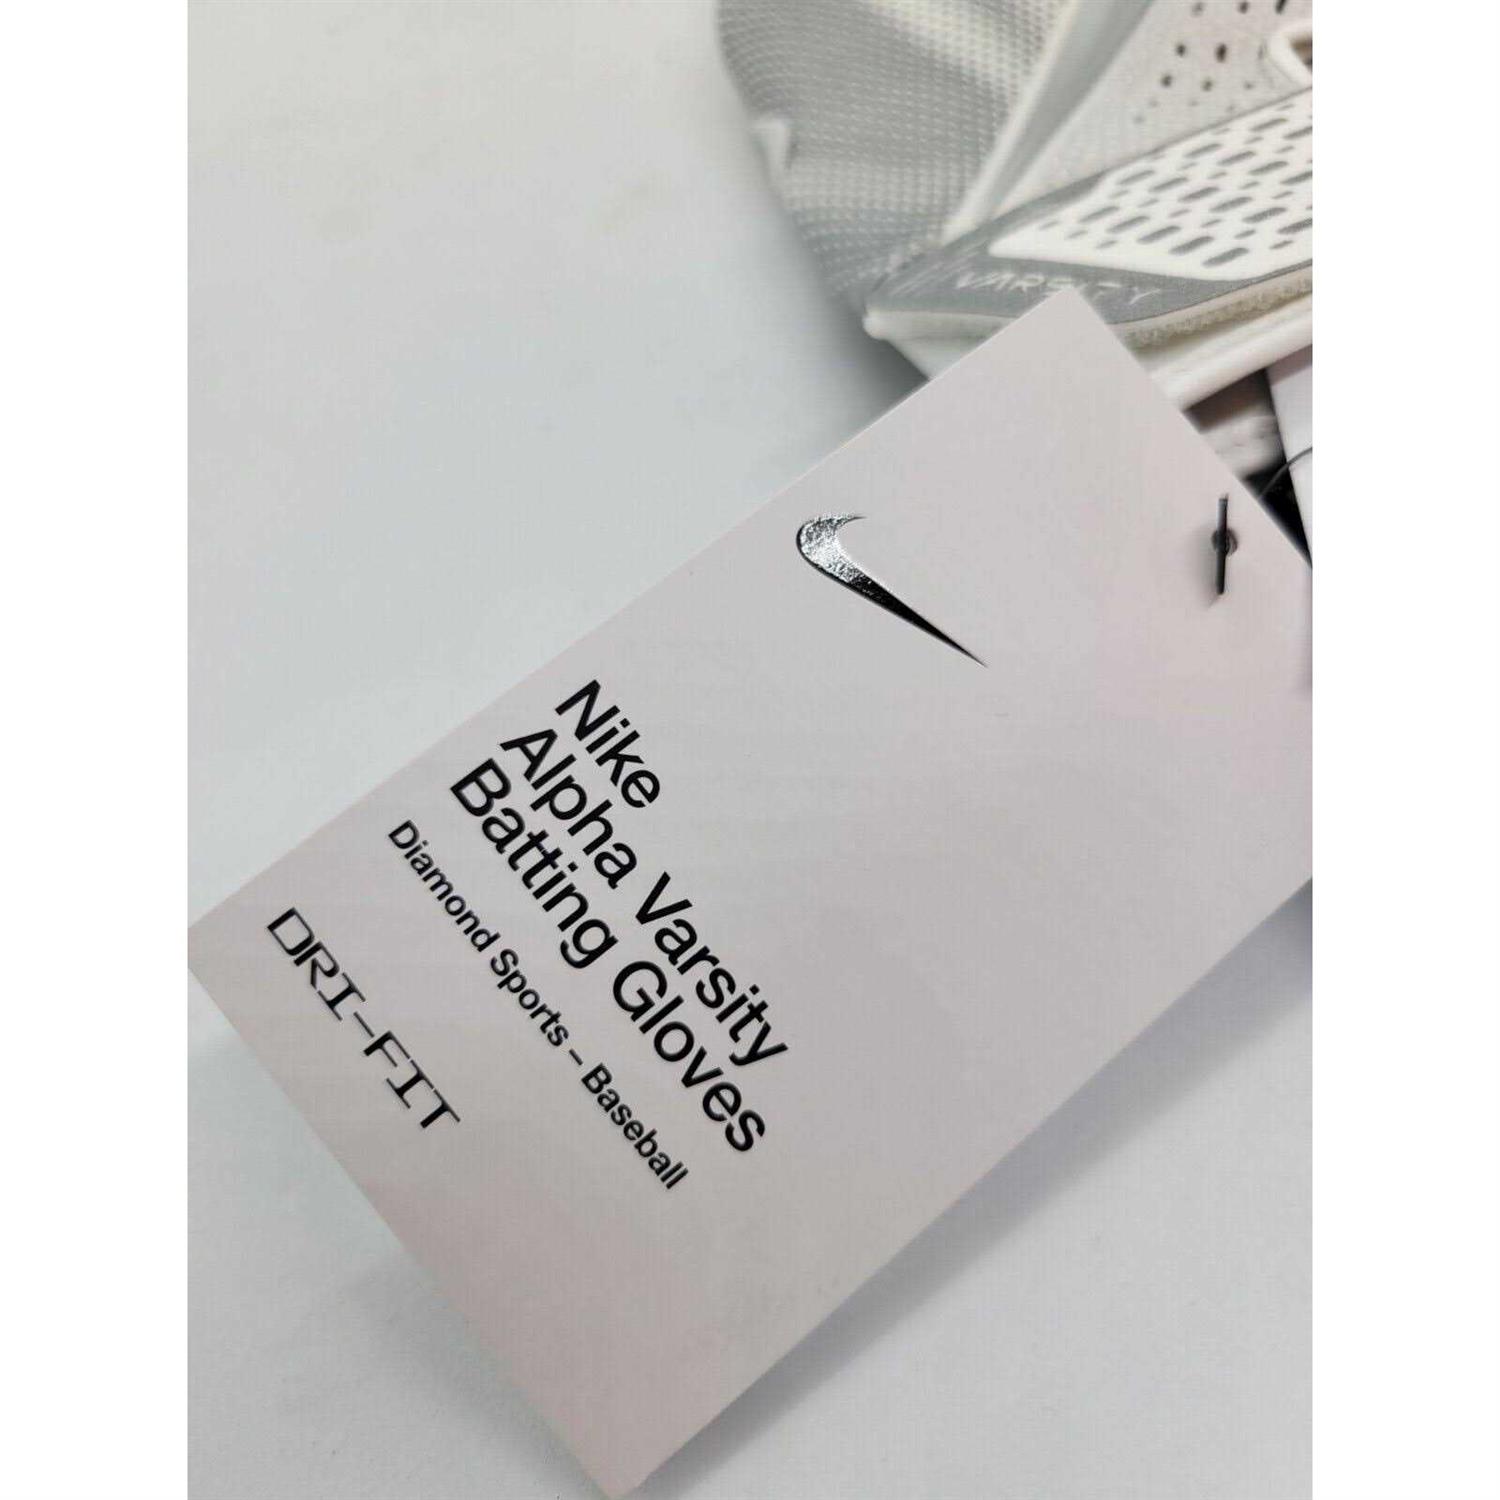 VARSITY
Nike
Alpha Varsity
Batting Gloves
Diamond Sports – Baseball
DRI-FIT